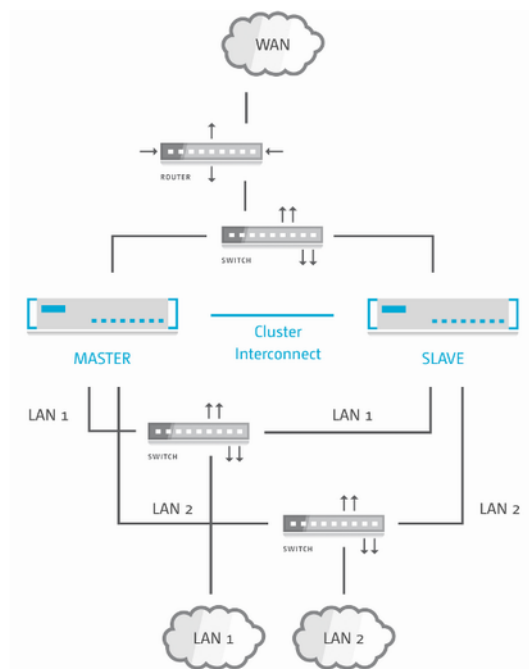 WAN
ROUTER
SWITCH
Cluster
Interconnect
MASTER
SLAVE
LAN 1
LAN 1
SWITCH
LAN 2
LAN 2
SWITCH
LAN 1
LAN 2